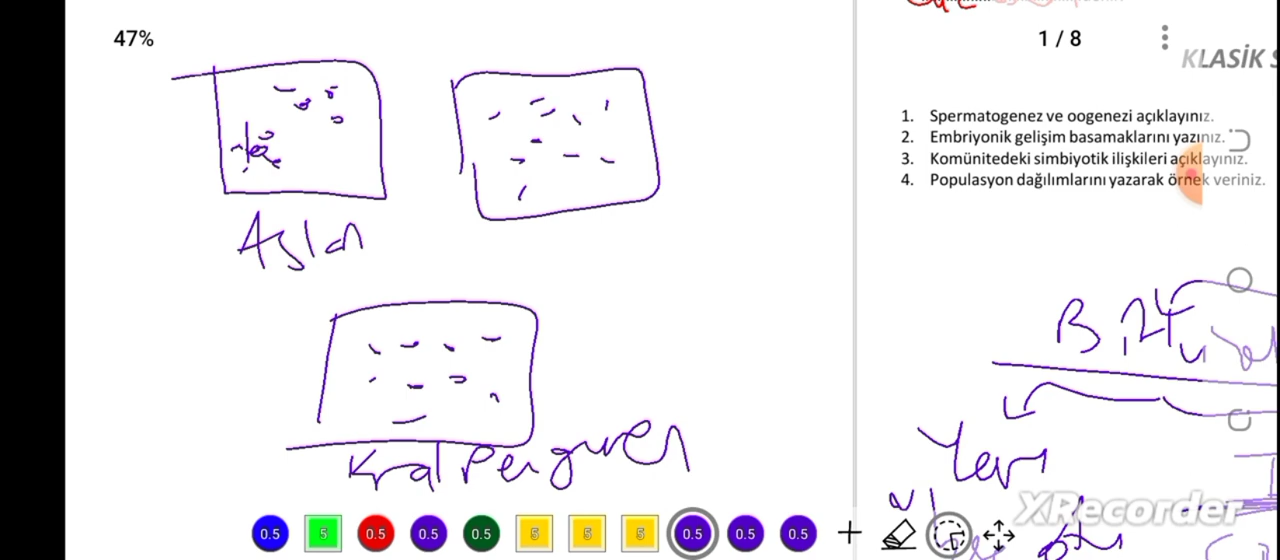 47%
1 / 8
KLASİK
1. Spermatogenez ve oogenezi açıklayınız.
2. Embriyonik gelişim basamaklarını yazınız.
3. Komünitedeki simbiyotik ilişkileri açıklayınız.
4. Populasyon dağılımlarını yazarak örnek veriniz.
Aslan
Kral Penguen
0.5 5 0.5 0.5 0.5 5 5 5 0.5 0.5 0.5
XRecorder